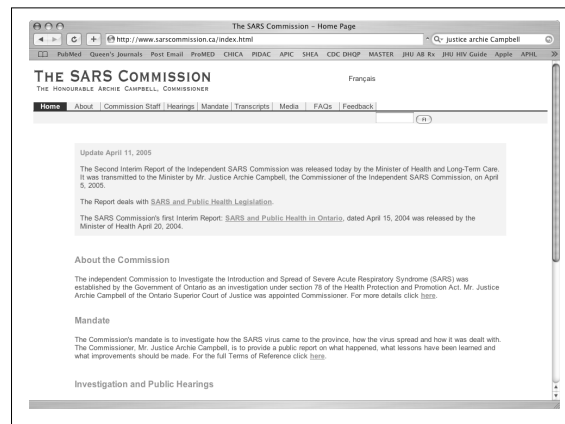 The SARS Commission – Home Page
http://www.sarscommission.ca/index.html
justice archie Campbell
PubMed Queen's Journals Post Email ProMED CHICA PIDAC APIC SHEA CDC DHQP MASTER JHU AB Rx JHU HIV Guide Apple APHL
THE SARS COMMISSION
THE HONOURABLE ARCHIE CAMPBELL, COMMISSIONER
Français
Home About Commission Staff Hearings Mandate Transcripts Media FAQs Feedback
Update April 11, 2005
The Second Interim Report of the Independent SARS Commission was released today by the Minister of Health and Long-Term Care.
It was transmitted to the Minister by Mr. Justice Archie Campbell, the Commissioner of the Independent SARS Commission, on April
5, 2005.
The Report deals with SARS and Public Health Legislation.
The SARS Commission's first Interim Report: SARS and Public Health in Ontario, dated April 15, 2004 was released by the
Minister of Health April 20, 2004.
About the Commission
The independent Commission to Investigate the Introduction and Spread of Severe Acute Respiratory Syndrome (SARS) was
established by the Government of Ontario as an investigation under section 78 of the Health Protection and Promotion Act. Mr. Justice
Archie Campbell of the Ontario Superior Court of Justice was appointed Commissioner. For more details click here.
Mandate
The Commission's mandate is to investigate how the SARS virus came to the province, how the virus spread and how it was dealt with.
The Commissioner, Mr. Justice Archie Campbell, is to provide a public report on what happened, what lessons have been learned and
what improvements should be made. For the full Terms of Reference click here.
Investigation and Public Hearings